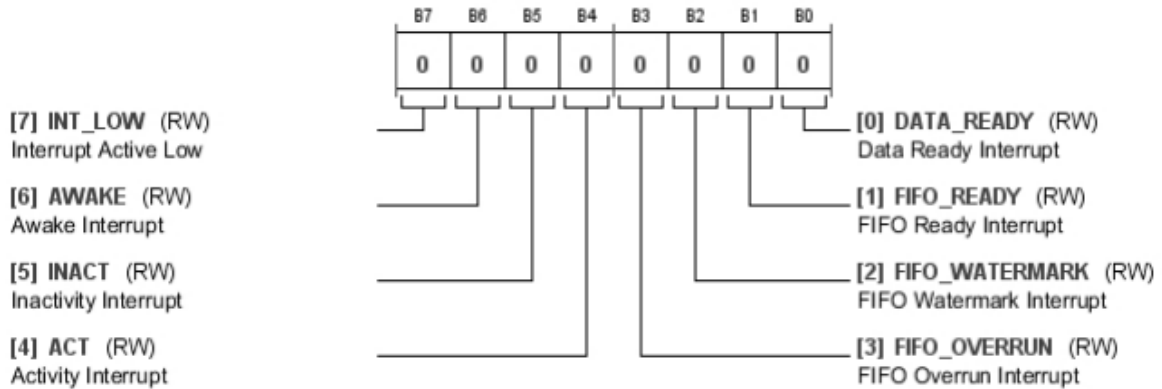 B7 B6 B5 B4 B3 B2 B1 B0
0 0 0 0 0 0 0 0
[7] INT_LOW (RW)
Interrupt Active Low
[6] AWAKE (RW)
Awake Interrupt
[5] INACT (RW)
Inactivity Interrupt
[4] ACT (RW)
Activity Interrupt
[0] DATA_READY (RW)
Data Ready Interrupt
[1] FIFO_READY (RW)
FIFO Ready Interrupt
[2] FIFO_WATERMARK (RW)
FIFO Watermark Interrupt
[3] FIFO_OVERRUN (RW)
FIFO Overrun Interrupt